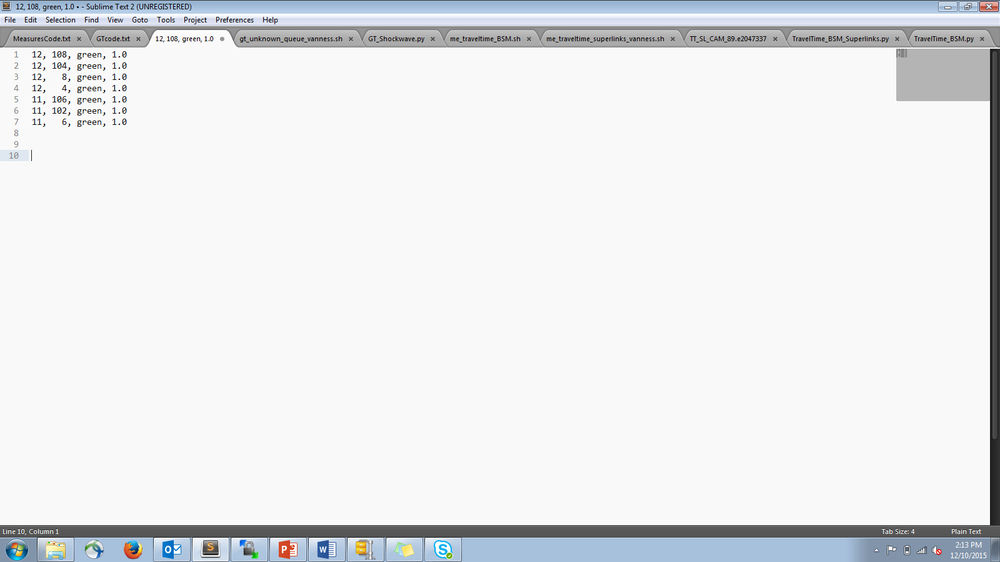 12, 108, green, 1.0 • - Sublime Text 2 (UNREGISTERED)
File Edit Selection Find View Goto Tools Project Preferences Help
MeasuresCode.txt GTcode.txt 12, 108, green, 1.0 gt_unknown_queue_vanness.sh GT_Shockwave.py me_traveltime_BSM.sh me_traveltime_superlinks_vanness.sh TT_SL_CAM_89.e2047337 TravelTime_BSM_Superlinks.py TravelTime_BSM.py
1 12, 108, green, 1.0
2 12, 104, green, 1.0
3 12,   8, green, 1.0
4 12,   4, green, 1.0
5 11, 106, green, 1.0
6 11, 102, green, 1.0
7 11,   6, green, 1.0
8
9
10
Line 10, Column 1 Tab Size: 4 Plain Text
2:13 PM
12/10/2015